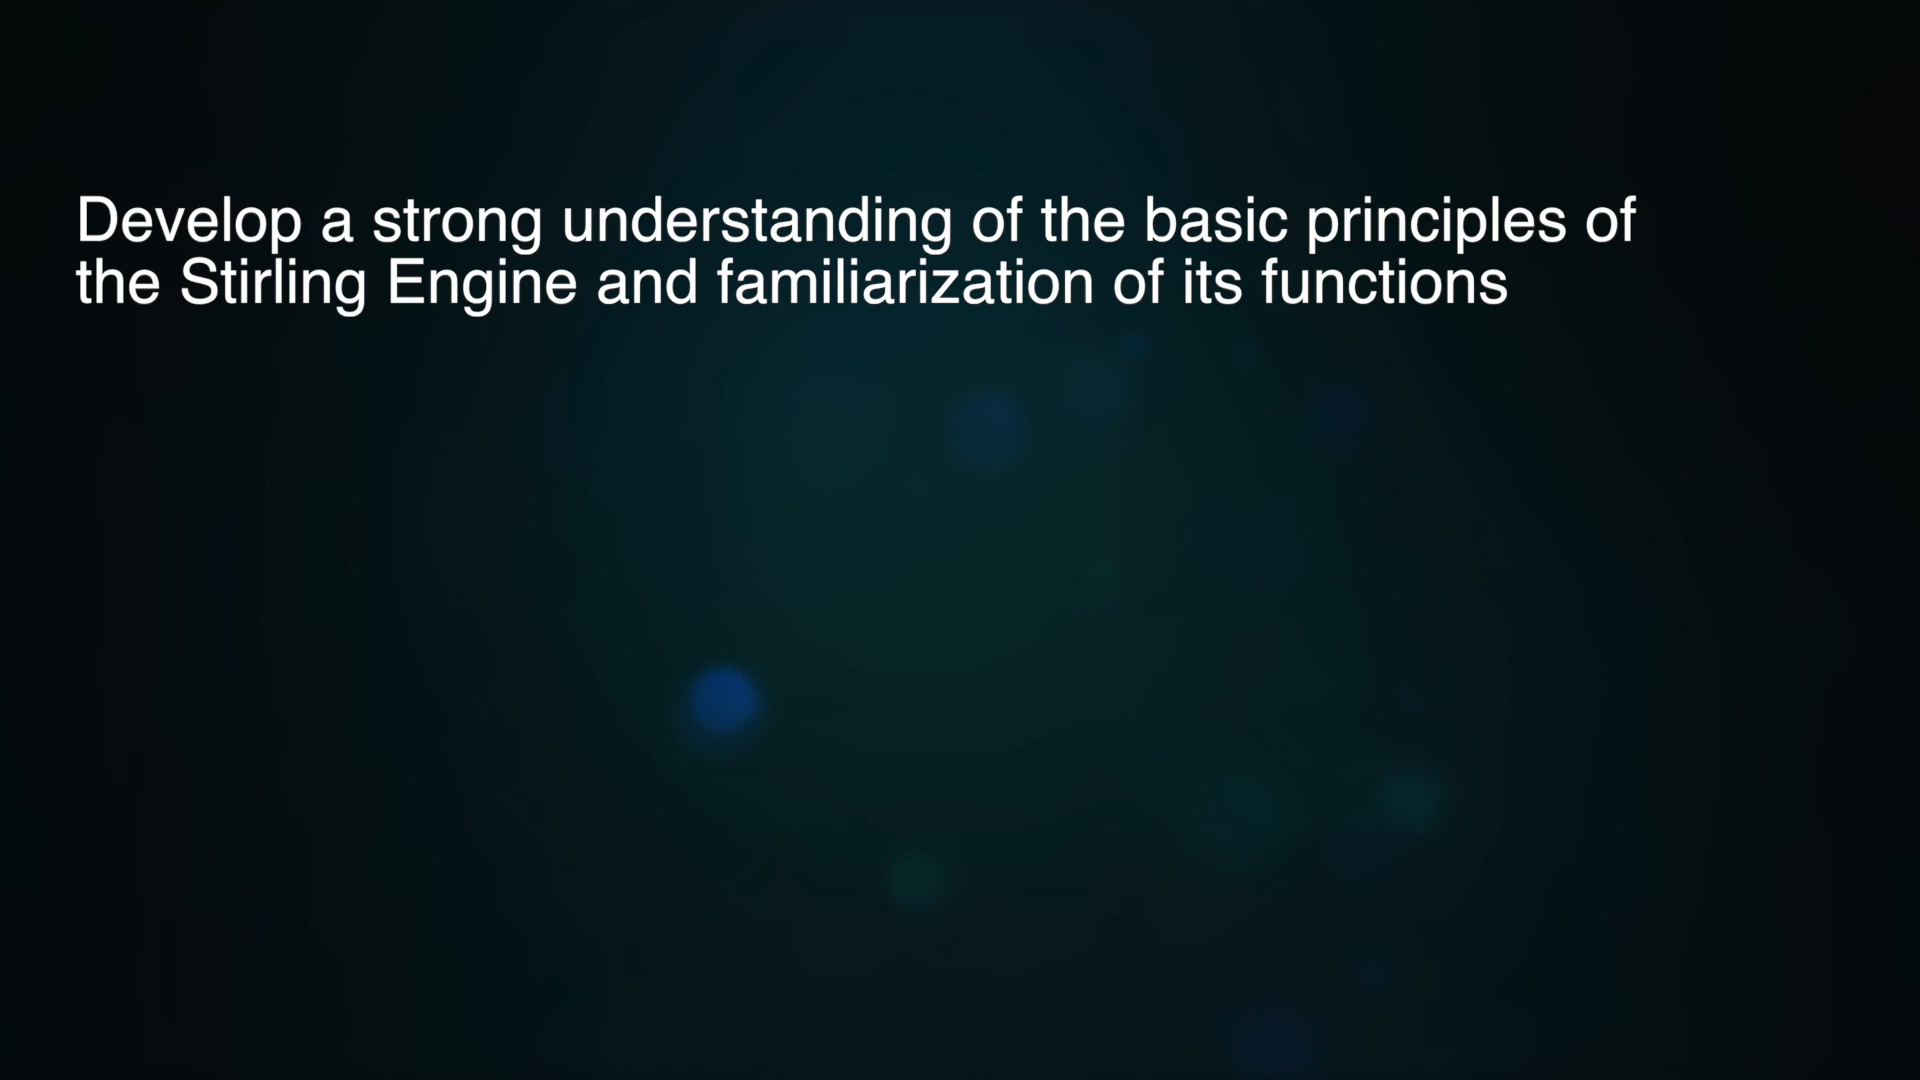 Develop a strong understanding of the basic principles of
the Stirling Engine and familiarization of its functions